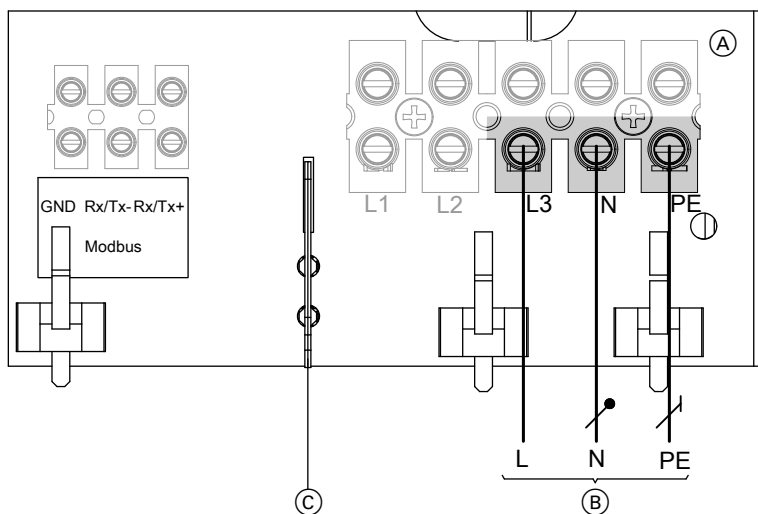 Ⓐ
L1 L2 L3 N PE
GND Rx/Tx- Rx/Tx+
Modbus
L N PE
Ⓒ Ⓑ